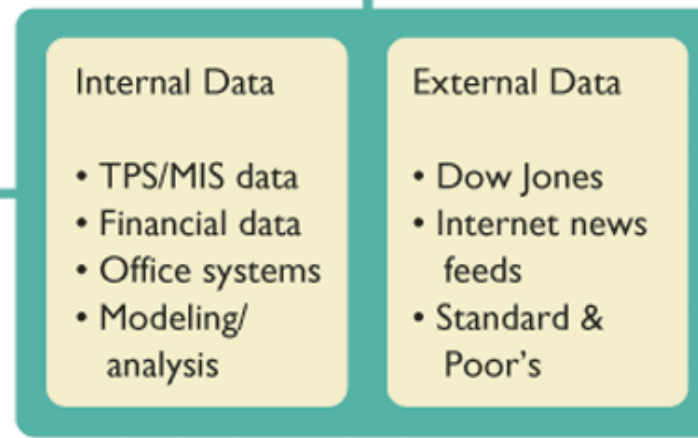 Internal Data
• TPS/MIS data
• Financial data
• Office systems
• Modeling/
analysis
External Data
• Dow Jones
• Internet news
feeds
• Standard &
Poor's